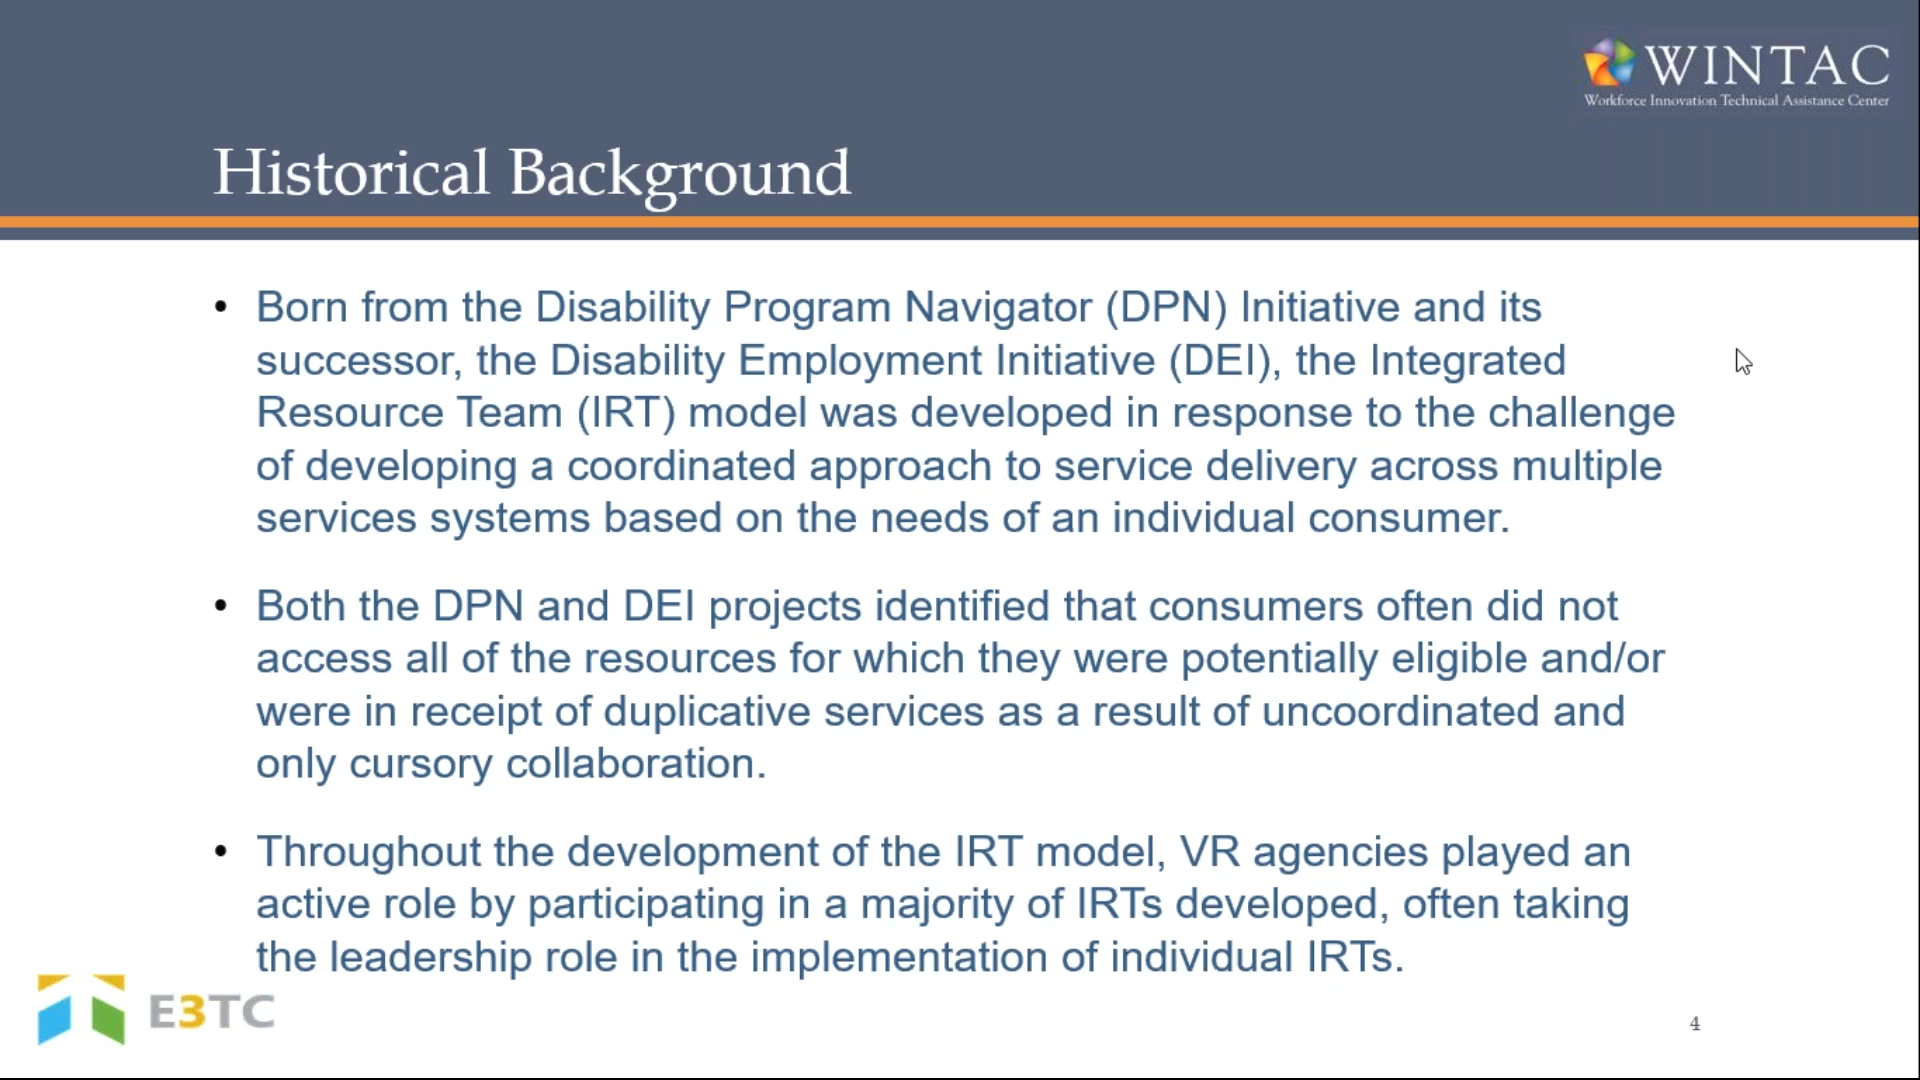 WINTAC
Workforce Innovation Technical Assistance Center
Historical Background
• Born from the Disability Program Navigator (DPN) Initiative and its
successor, the Disability Employment Initiative (DEI), the Integrated
Resource Team (IRT) model was developed in response to the challenge
of developing a coordinated approach to service delivery across multiple
services systems based on the needs of an individual consumer.
• Both the DPN and DEI projects identified that consumers often did not
access all of the resources for which they were potentially eligible and/or
were in receipt of duplicative services as a result of uncoordinated and
only cursory collaboration.
• Throughout the development of the IRT model, VR agencies played an
active role by participating in a majority of IRTs developed, often taking
the leadership role in the implementation of individual IRTs.
E3TC
4